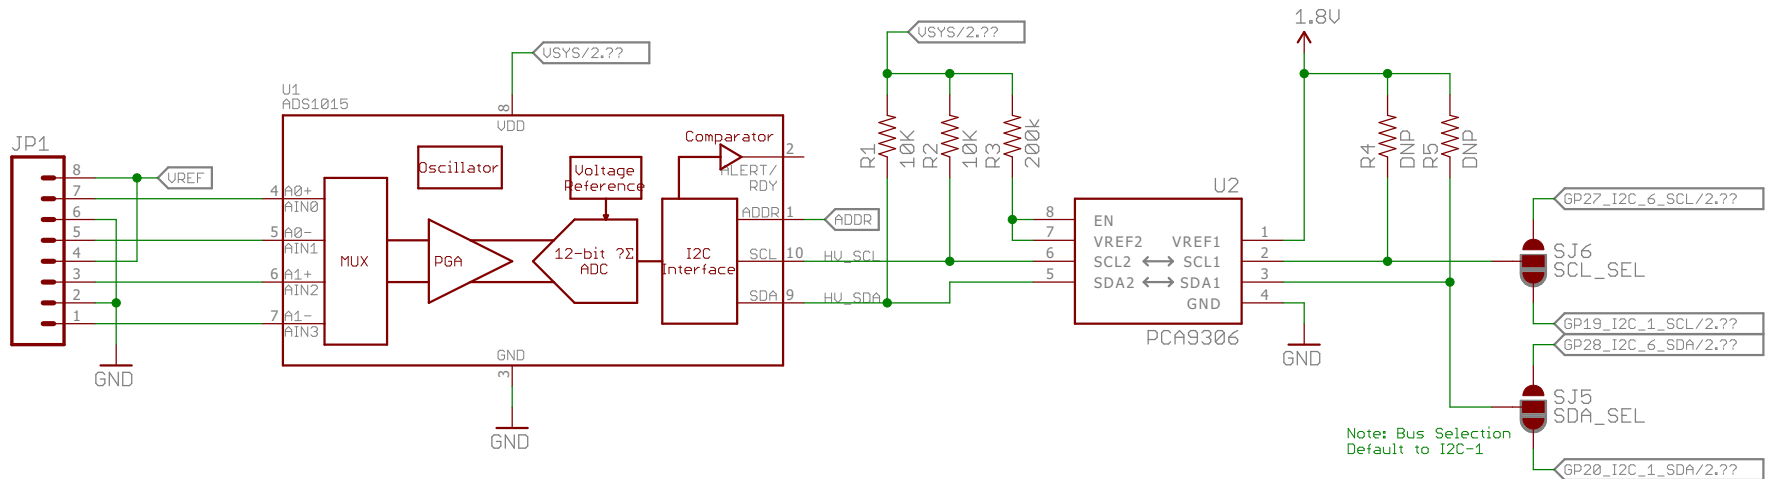 JP1
8
7
6
5
4
3
2
1
VREF
GND
U1
ADS1015
VSYS/2.??
8
VDD
Oscillator
Voltage
Reference
Comparator
2
ALERT/
RDY
4 A0+
AIN0
5 A0-
AIN1
6 A1+
AIN2
7 A1-
AIN3
MUX
PGA
12-bit ?Σ
ADC
I2C
Interface
ADDR 1
ADDR
SCL 10
HV_SCL
SDA 9
HV_SDA
GND
3
GND
VSYS/2.??
R1
10K
R2
10K
R3
200k
U2
8
7
6
5
EN
VREF2
SCL2
SDA2
VREF1
SCL1
SDA1
GND
1
2
3
4
PCA9306
GND
1.8V
R4
DNP
R5
DNP
GP27_I2C_6_SCL/2.??
SJ6
SCL_SEL
GP19_I2C_1_SCL/2.??
GP28_I2C_6_SDA/2.??
SJ5
SDA_SEL
GP20_I2C_1_SDA/2.??
Note: Bus Selection
Default to I2C-1